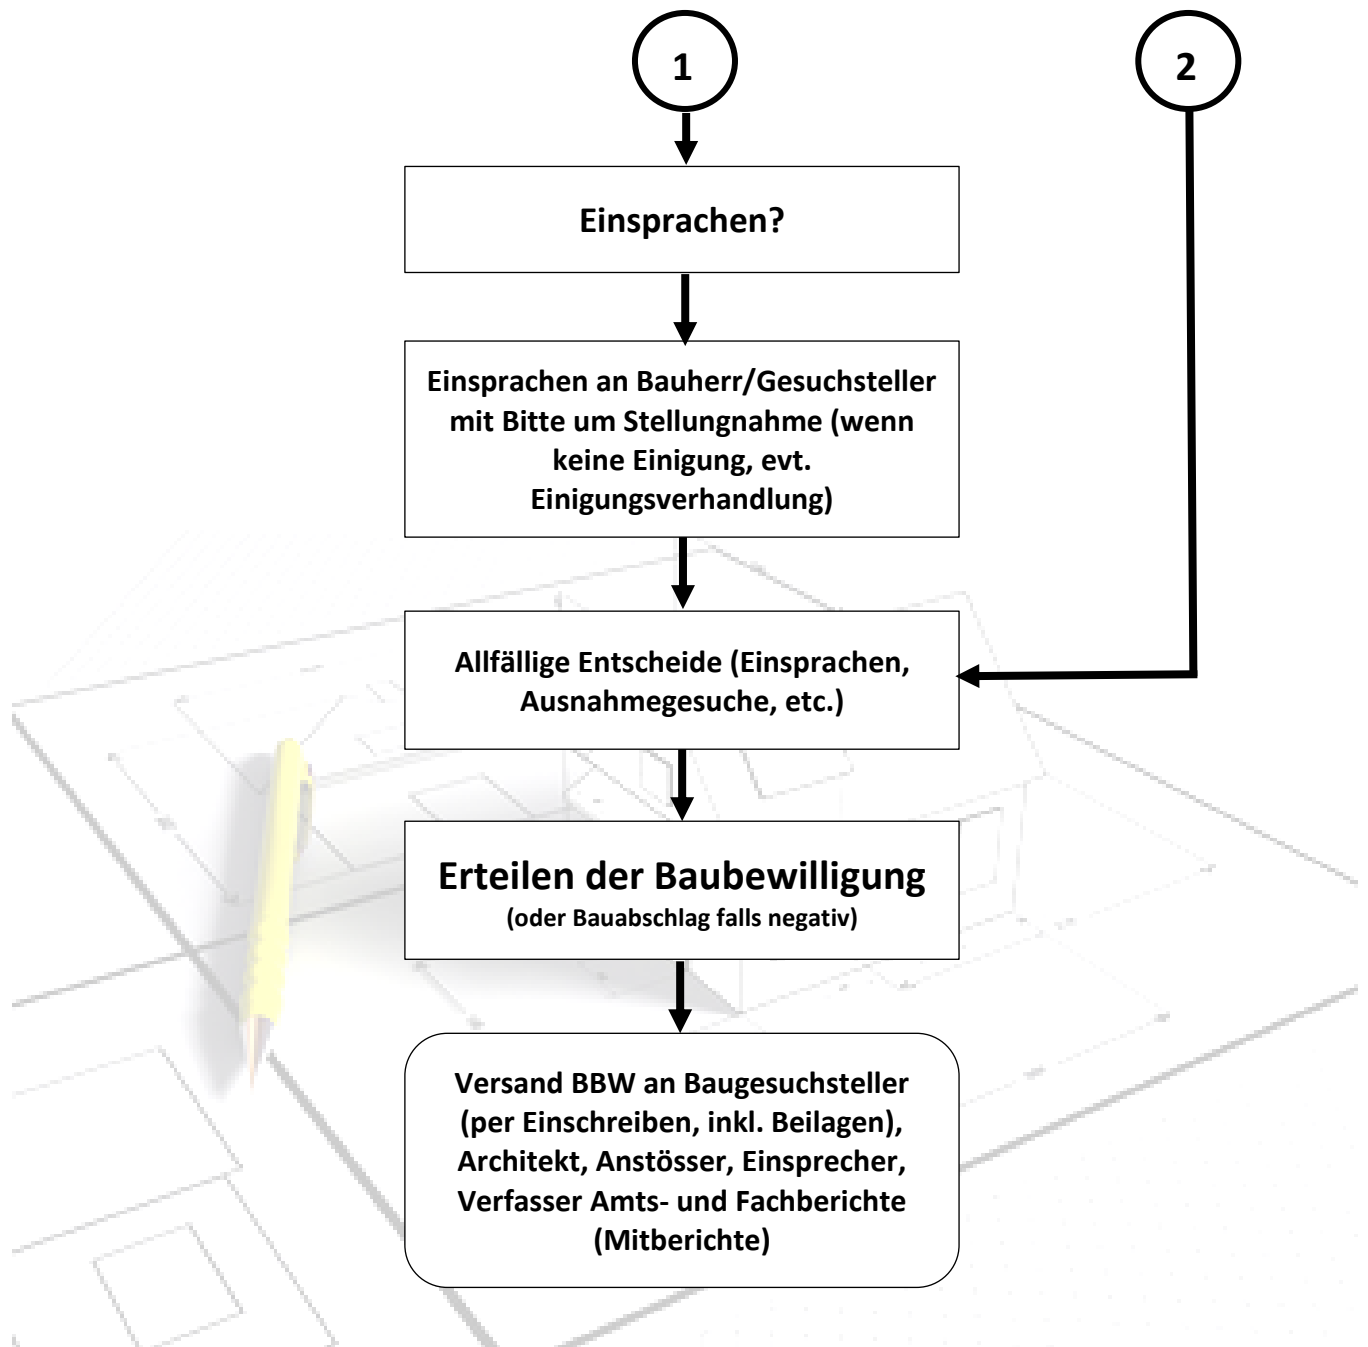 1
2
Einsprachen?
Einsprachen an Bauherr/Gesuchsteller
mit Bitte um Stellungnahme (wenn
keine Einigung, evt.
Einigungsverhandlung)
Allfällige Entscheide (Einsprachen,
Ausnahmegesuche, etc.)
Erteilen der Baubewilligung
(oder Bauabschlag falls negativ)
Versand BBW an Baugesuchsteller
(per Einschreiben, inkl. Beilagen),
Architekt, Anstösser, Einsprecher,
Verfasser Amts- und Fachberichte
(Mitberichte)